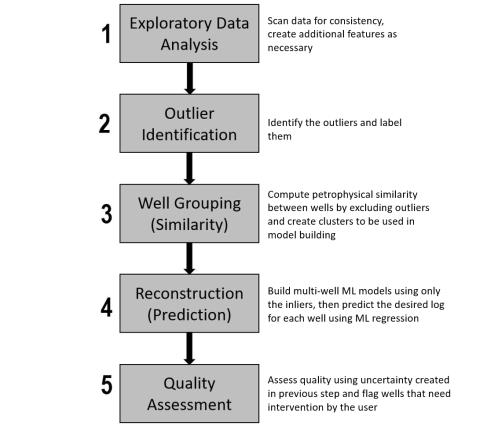 1
Exploratory Data
Analysis
Scan data for consistency,
create additional features as
necessary
2
Outlier
Identification
Identify the outliers and label
them
3
Well Grouping
(Similarity)
Compute petrophysical similarity
between wells by excluding outliers
and create clusters to be used in
model building
4
Reconstruction
(Prediction)
Build multi-well ML models using only
the inliers, then predict the desired log
for each well using ML regression
5
Quality
Assessment
Assess quality using uncertainty created
in previous step and flag wells that need
intervention by the user